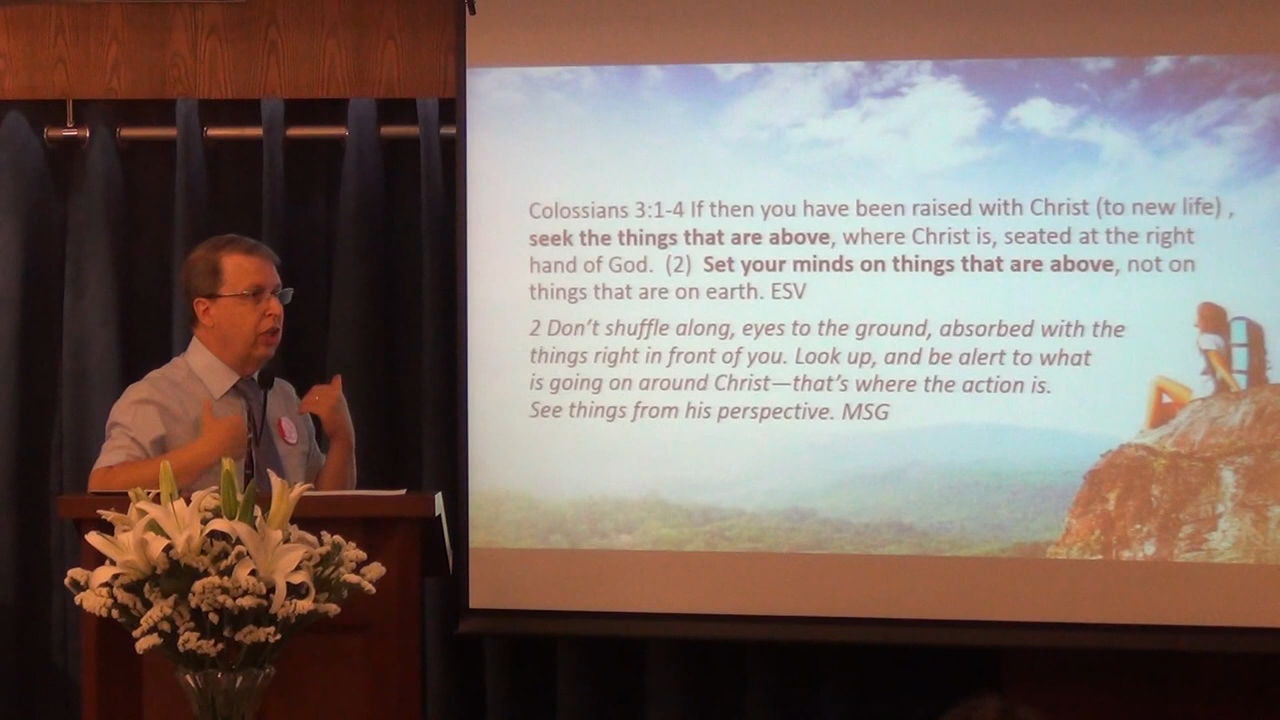 Colossians 3:1-4 If then you have been raised with Christ (to new life) ,
seek the things that are above, where Christ is, seated at the right
hand of God.  (2)  Set your minds on things that are above, not on
things that are on earth. ESV
2 Don’t shuffle along, eyes to the ground, absorbed with the
things right in front of you. Look up, and be alert to what
is going on around Christ—that’s where the action is.
See things from his perspective. MSG